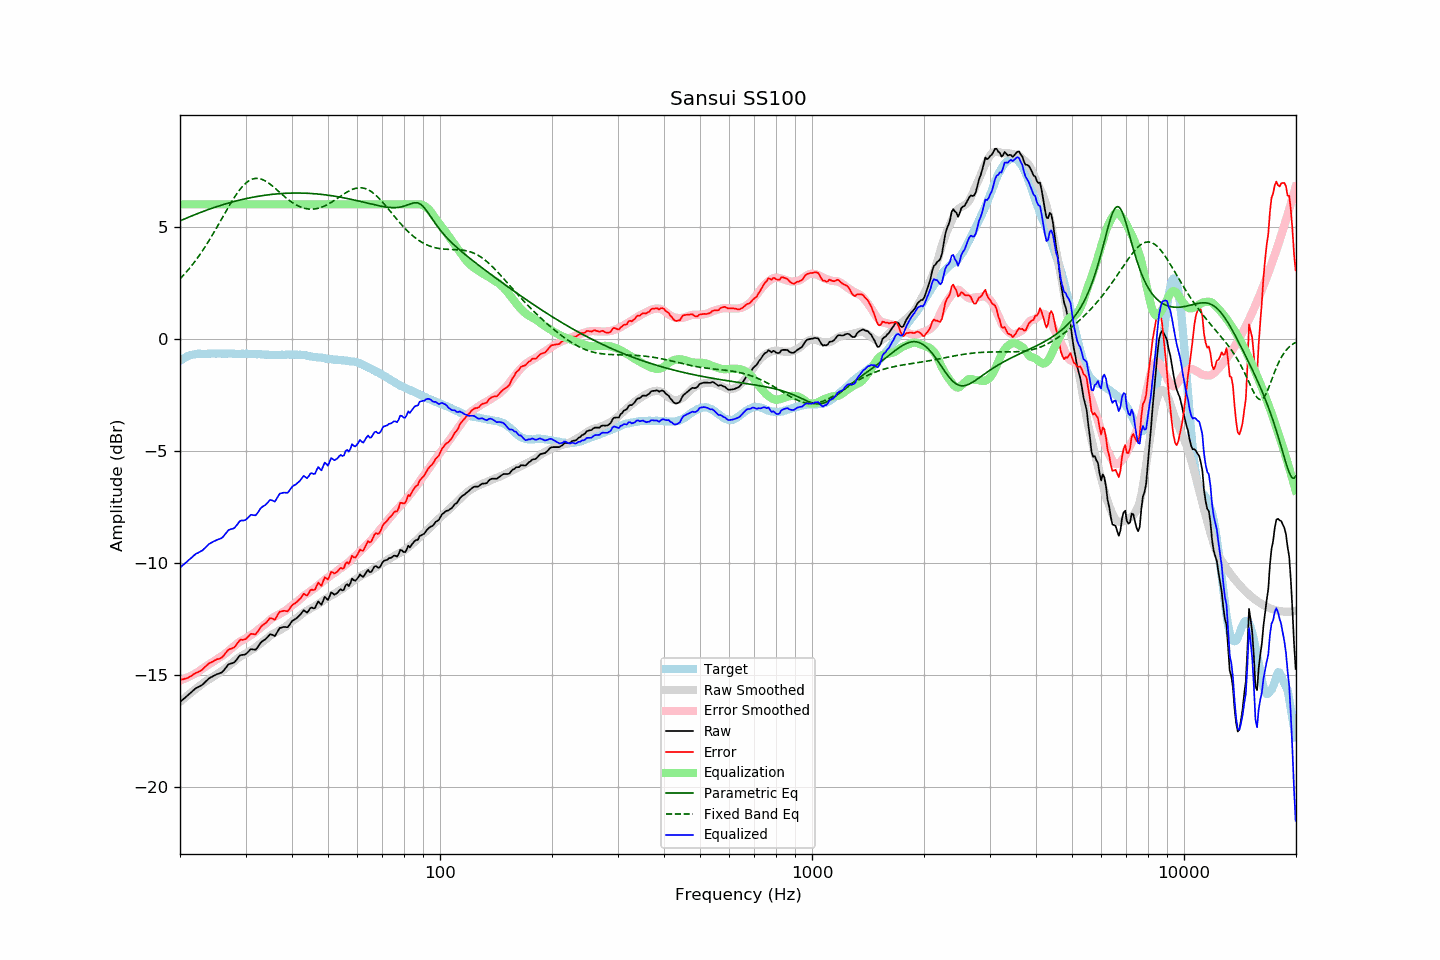 Sansui SS100
Amplitude (dBr)
5
0
−5
−10
−15
−20
Target
Raw Smoothed
Error Smoothed
Raw
Error
Equalization
Parametric Eq
Fixed Band Eq
Equalized
100
1000
10000
Frequency (Hz)